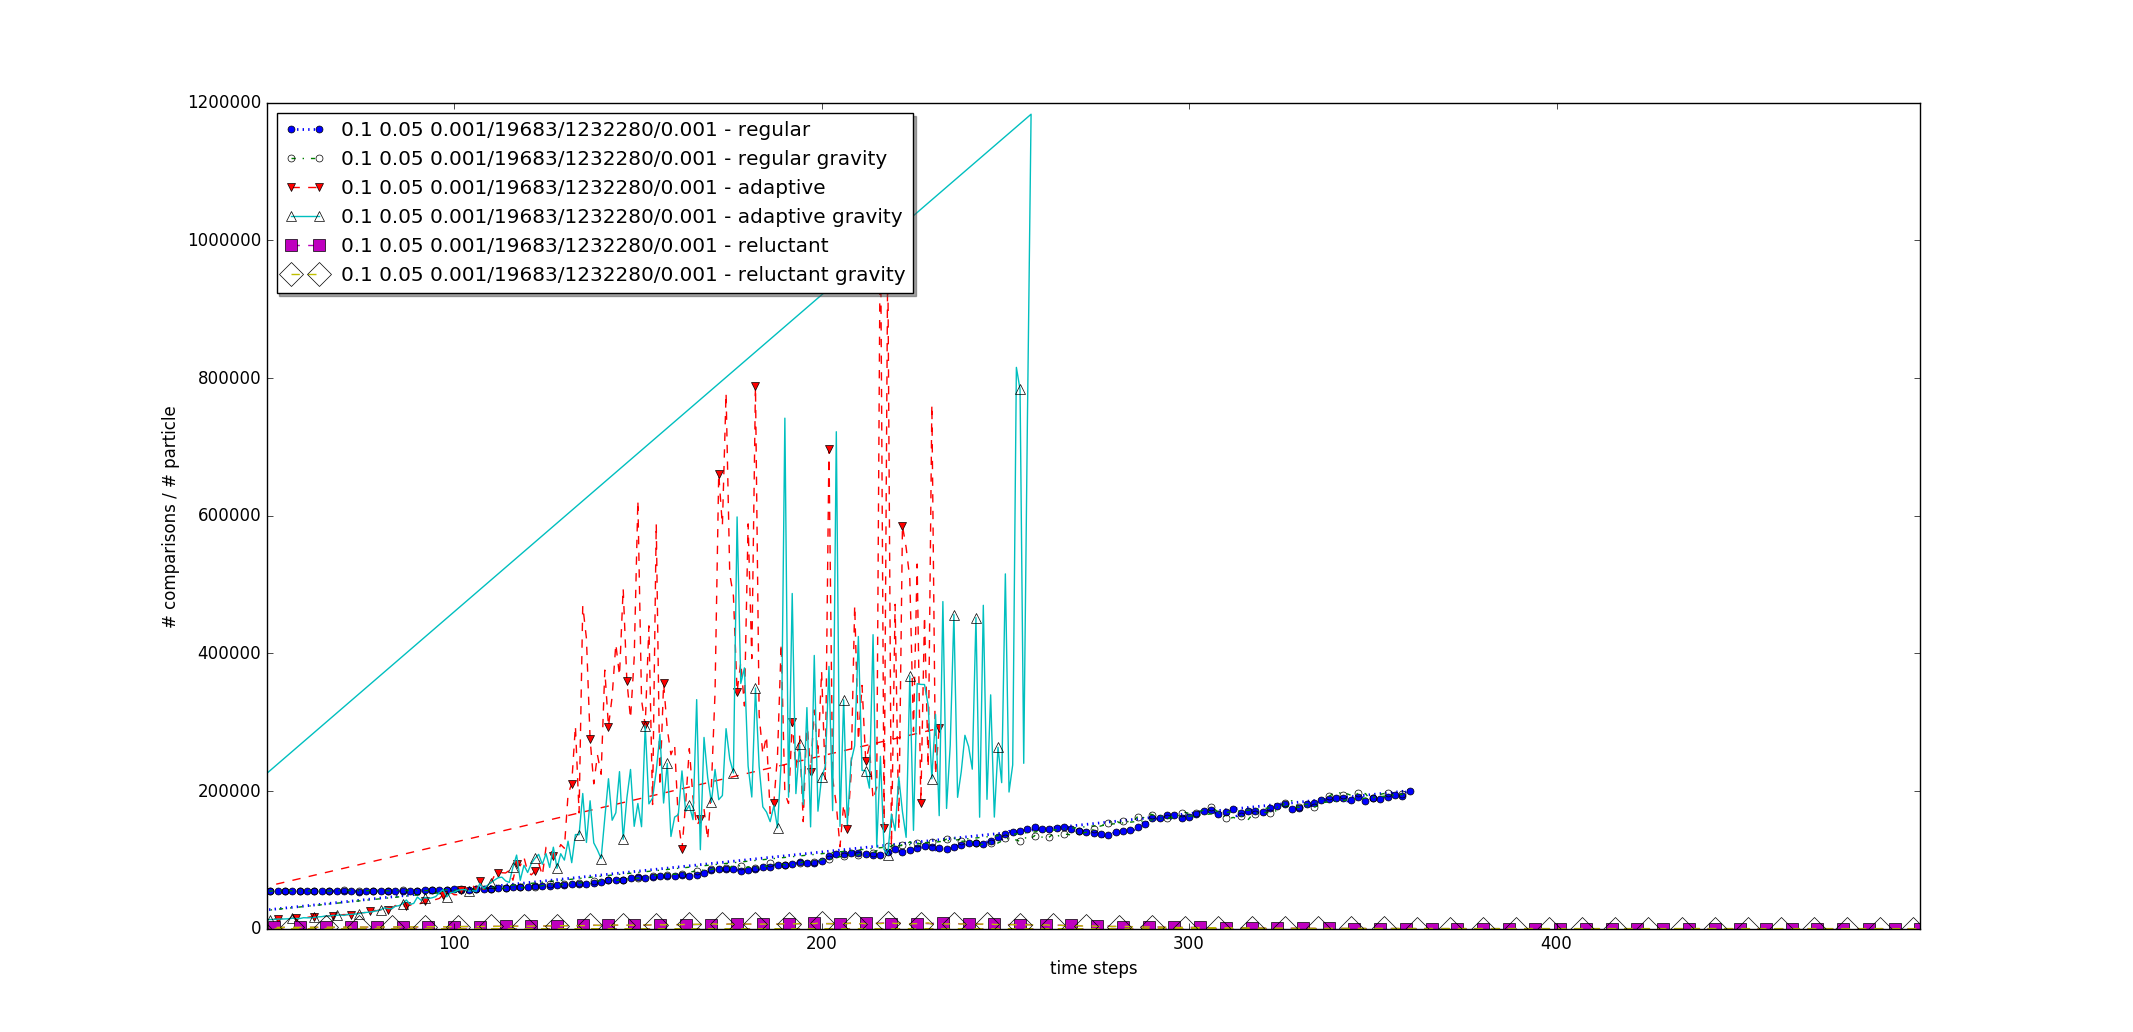 1200000
1000000
800000
600000
400000
200000
0
# comparisons / # particle
0.1 0.05 0.001/19683/1232280/0.001 - regular
0.1 0.05 0.001/19683/1232280/0.001 - regular gravity
0.1 0.05 0.001/19683/1232280/0.001 - adaptive
0.1 0.05 0.001/19683/1232280/0.001 - adaptive gravity
0.1 0.05 0.001/19683/1232280/0.001 - reluctant
0.1 0.05 0.001/19683/1232280/0.001 - reluctant gravity
100 200 300 400
time steps